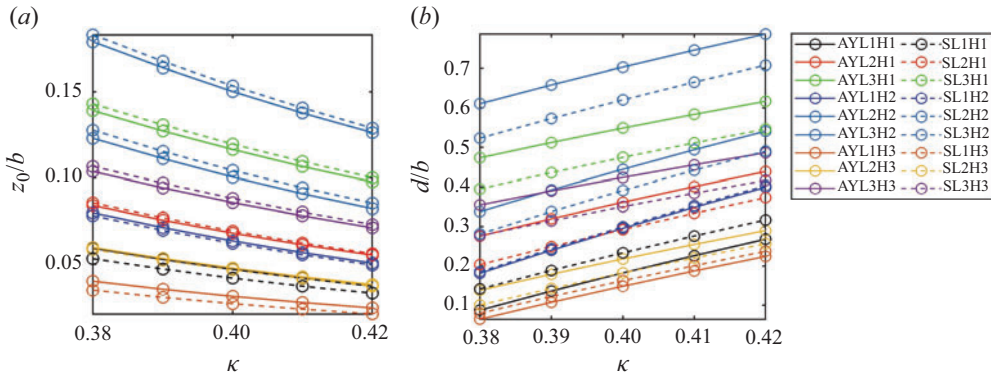 (a)
(b)
z0/b
0.15
0.10
0.05
0.38
0.40
0.42
κ
d/b
0.7
0.6
0.5
0.4
0.3
0.2
0.1
0.38
0.39
0.40
0.41
0.42
κ
AYL1H1 SL1H1
AYL2H1 SL2H1
AYL3H1 SL3H1
AYL1H2 SL1H2
AYL2H2 SL2H2
AYL3H2 SL3H2
AYL1H3 SL1H3
AYL2H3 SL2H3
AYL3H3 SL3H3